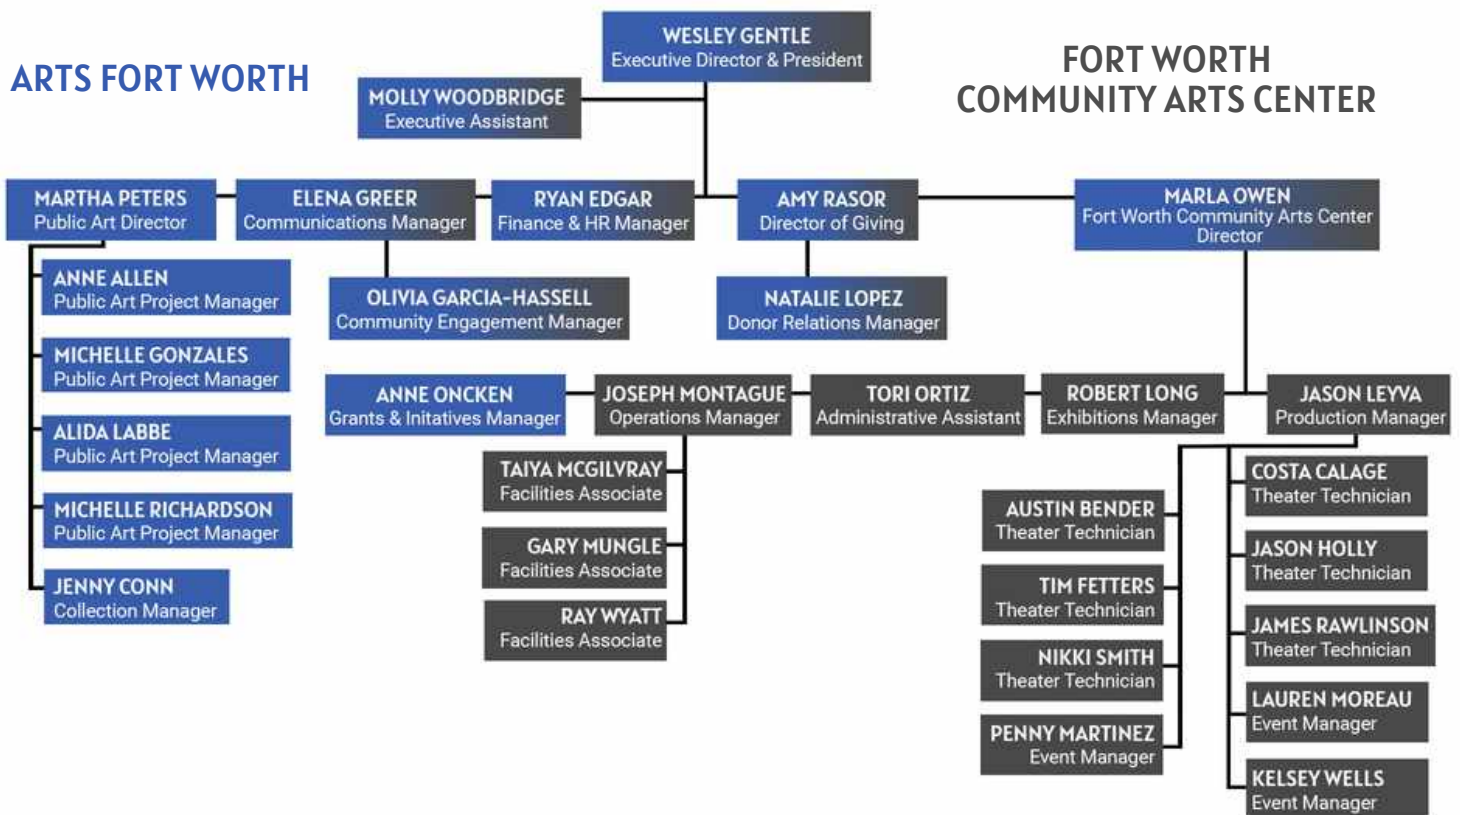 WESLEY GENTLE
Executive Director & President
ARTS FORT WORTH
FORT WORTH
COMMUNITY ARTS CENTER
MOLLY WOODBRIDGE
Executive Assistant
MARTHA PETERS
Public Art Director
ELENA GREER
Communications Manager
RYAN EDGAR
Finance & HR Manager
AMY RASOR
Director of Giving
MARLA OWEN
Fort Worth Community Arts Center
Director
ANNE ALLEN
Public Art Project Manager
MICHELLE GONZALES
Public Art Project Manager
ALIDA LABBE
Public Art Project Manager
MICHELLE RICHARDSON
Public Art Project Manager
JENNY CONN
Collection Manager
OLIVIA GARCIA-HASSELL
Community Engagement Manager
NATALIE LOPEZ
Donor Relations Manager
ANNE ONCKEN
Grants & Initatives Manager
JOSEPH MONTAGUE
Operations Manager
TORI ORTIZ
Administrative Assistant
ROBERT LONG
Exhibitions Manager
JASON LEYVA
Production Manager
TAIYA MCGILVRAY
Facilities Associate
GARY MUNGLE
Facilities Associate
RAY WYATT
Facilities Associate
AUSTIN BENDER
Theater Technician
TIM FETTERS
Theater Technician
NIKKI SMITH
Theater Technician
PENNY MARTINEZ
Event Manager
COSTA CALAGE
Theater Technician
JASON HOLLY
Theater Technician
JAMES RAWLINSON
Theater Technician
LAUREN MOREAU
Event Manager
KELSEY WELLS
Event Manager